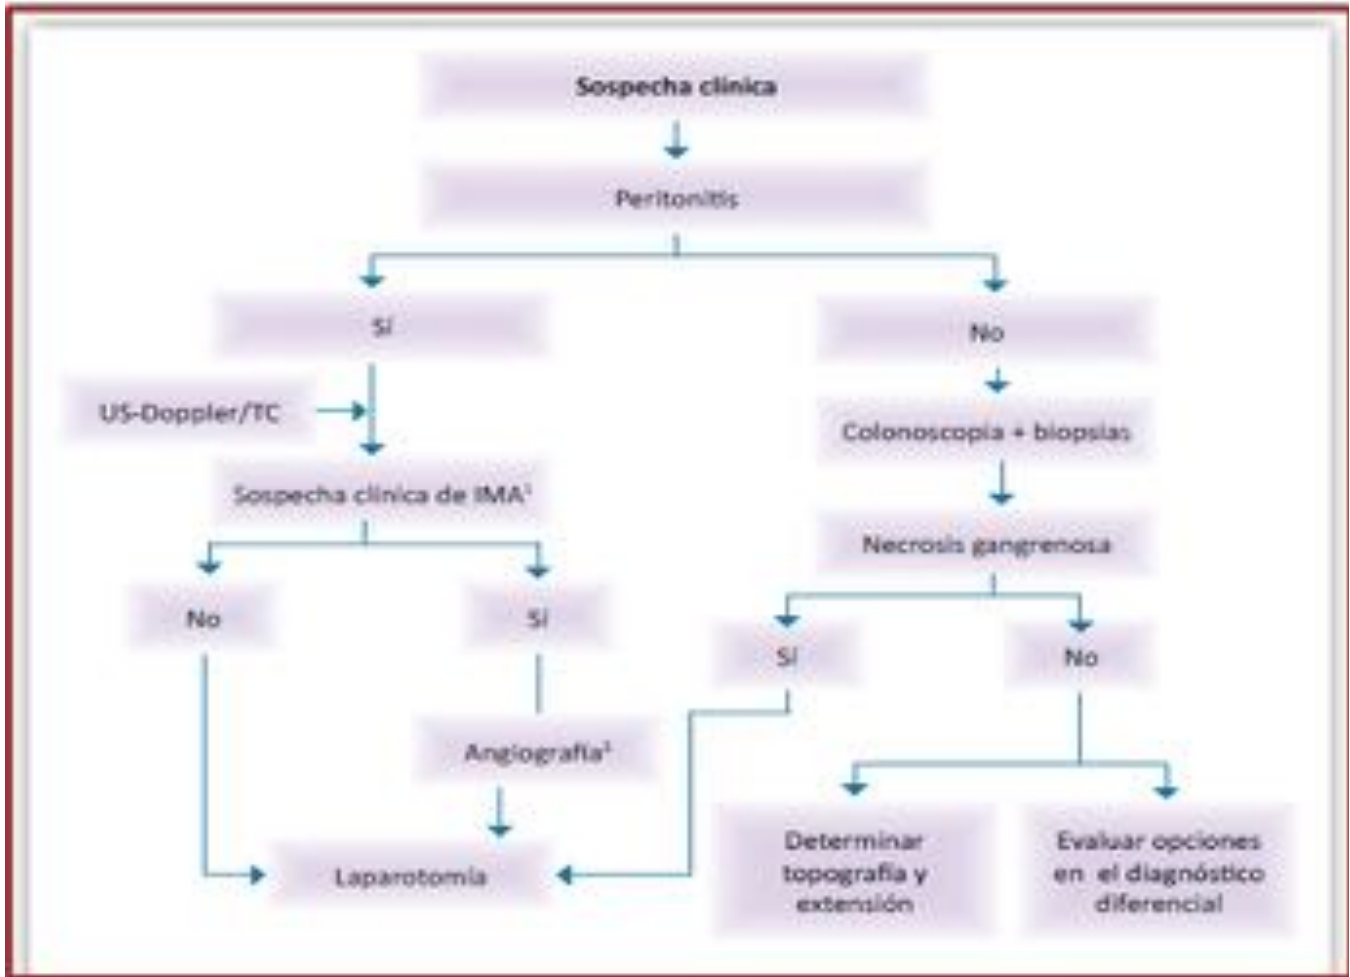 Sospecha clínica
Peritonitis
Sí
No
US-Doppler/TC
Colonoscopia + biopsias
Sospecha clínica de IMA¹
Necrosis gangrenosa
No
Sí
Sí
No
Angiografía¹
Laparotomía
Determinar
topografía y
extensión
Evaluar opciones
en el diagnóstico
diferencial